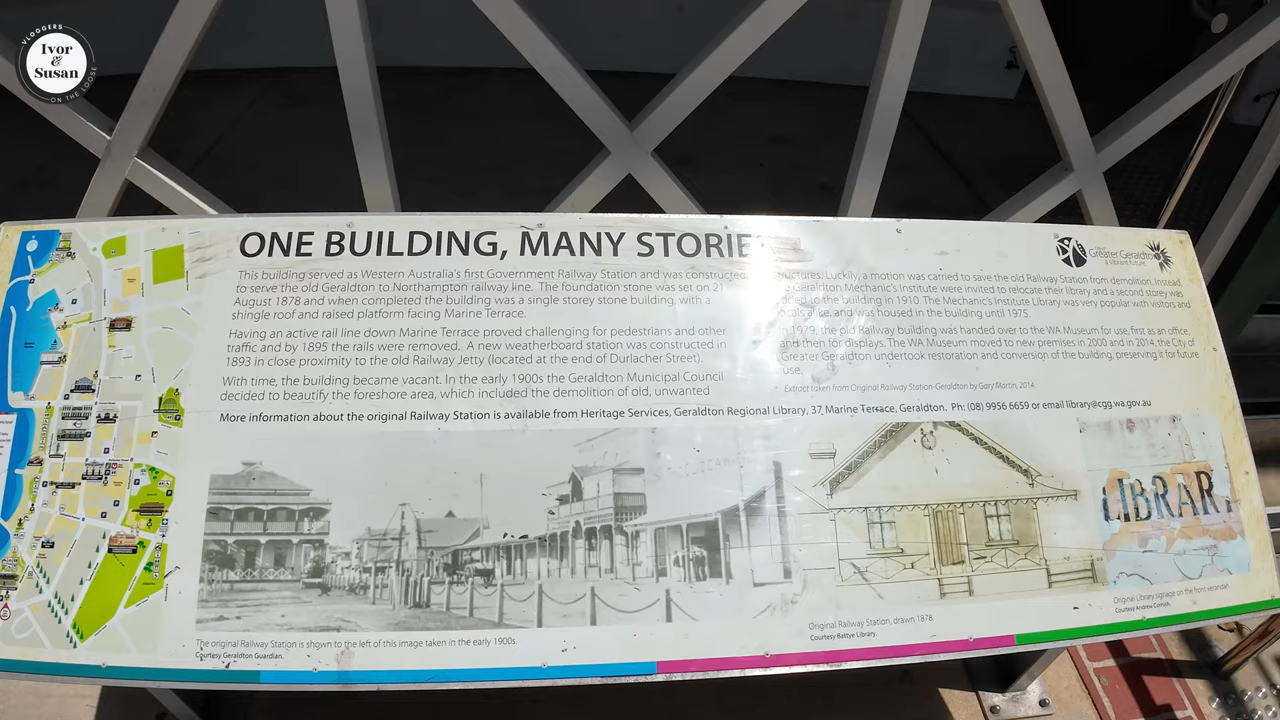 VLOGGERS
Ivor
&
Susan
ON THE LOOSE
ONE BUILDING, MANY STORIE
This building served as Western 's first Government Railway Station and was constructed
to serve the old Geraldton hern railway line. The foundation stone was set on 21
August 1878 and the building was a single storey stone building, with a
shingle roof and raised platform facing Marine Terrace.
Having an active rail line down Marine Terrace proved challenging for pedestrians and other
traffic and by 1895 the rails were removed. A new weatherboard station was constructed in
1893 in close proximity to the old Railway Jetty (located at the end of Durlacher Street).
With time, the building became vacant. In the early 1900s the Geraldton Municipal Council
decided to beautify the foreshore area, which included the demolition of old, unwanted
structures. Luckily, a motion was carried to save the old Railway Station from demolition. Instead,
Geraldton Mechanic's Institute were invited to relocate their library and a second storey was
added to the building in 1910. The Mechanic's Institute Library was very popular with visitors and
locals alike, and was housed in the building until 1975.
In 1979, the old Railway building was handed over to the WA Museum for use, first as an office,
and then for displays. The WA Museum moved to new premises in 2000 and in 2014, the City of
Greater Geraldton undertook restoration and conversion of the building, preserving it for future
use.
Extract taken from Original Railway Station-Geraldton by Gary Martin, 2014.
More information about the original Railway Station is available from Heritage Services, Geraldton Regional Library, 37, Marine Terrace, Geraldton. Ph: (08) 9956 6659 or email library@cgg.wa.gov.au
City of
Greater Geraldton
a vibrant future
The original Railway Station is shown to the left of this image taken in the early 1900s.
Courtesy Geraldton Guardian.
Original Railway Station, drawn 1878.
Courtesy Battye Library.
LIBRAR
Original Library signage on the front verandah.
Courtesy Andrew Cornish.